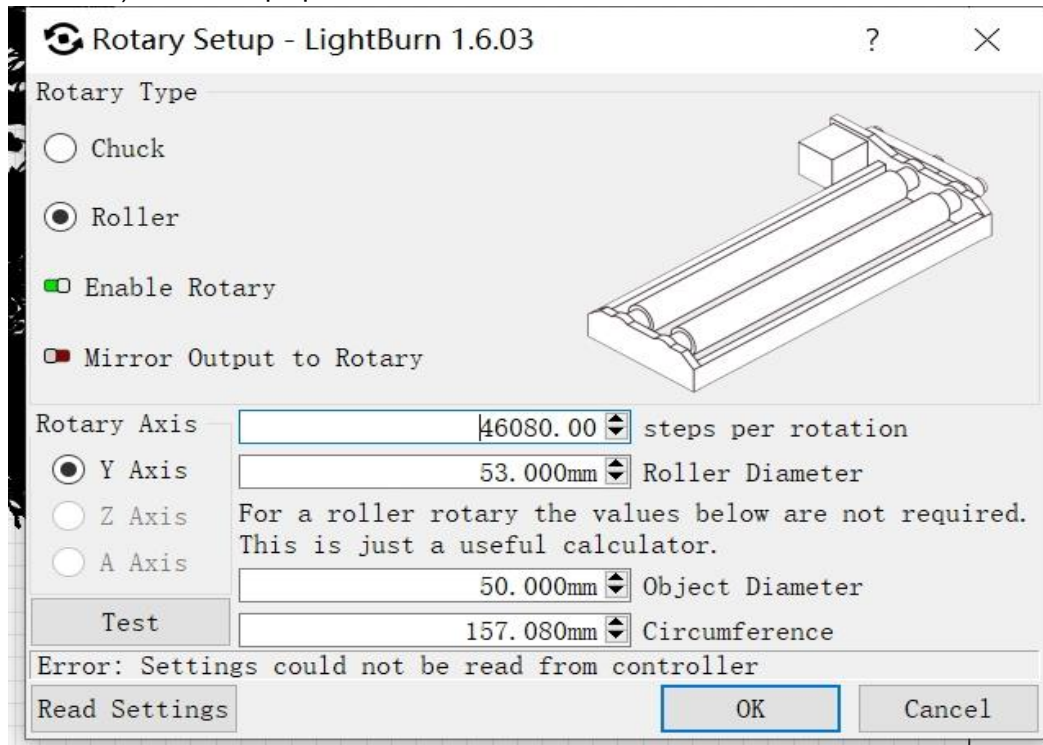 Rotary Setup - LightBurn 1.6.03 ? ×
Rotary Type
Chuck
Roller
Enable Rotary
Mirror Output to Rotary
Rotary Axis
46080.00 steps per rotation
Y Axis
53.000mm Roller Diameter
Z Axis
For a roller rotary the values below are not required.
This is just a useful calculator.
A Axis
50.000mm Object Diameter
Test
157.080mm Circumference
Error: Settings could not be read from controller
Read Settings OK Cancel